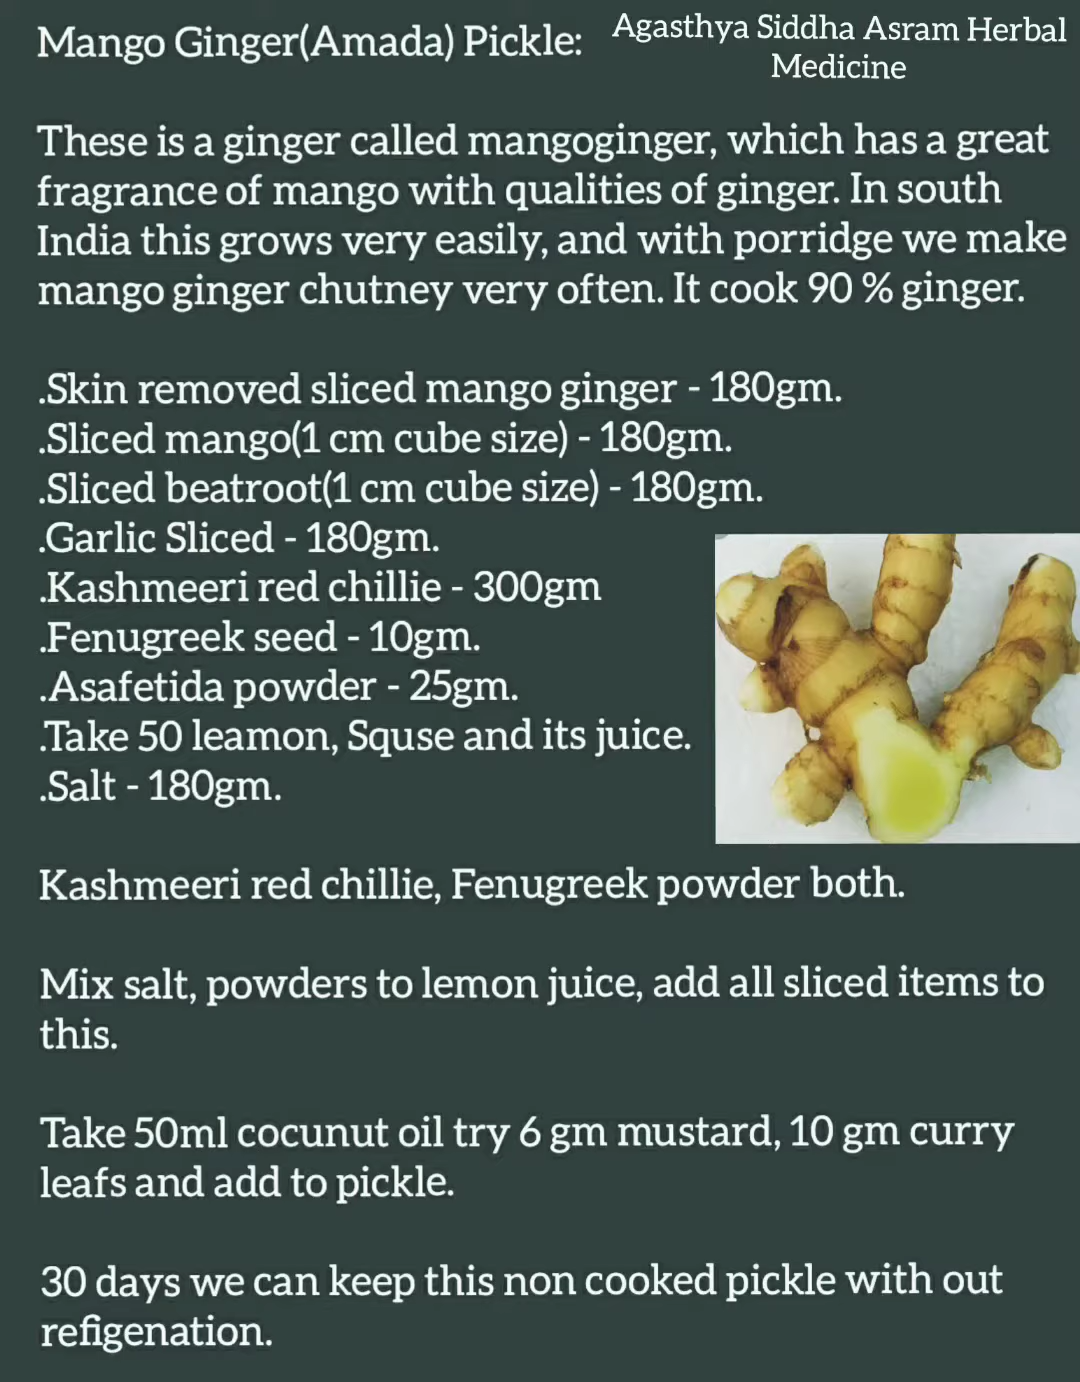 Mango Ginger(Amada) Pickle:
Agasthya Siddha Asram Herbal
Medicine
These is a ginger called mangoginger, which has a great
fragrance of mango with qualities of ginger. In south
India this grows very easily, and with porridge we make
mango ginger chutney very often. It cook 90 % ginger.
.Skin removed sliced mango ginger - 180gm.
.Sliced mango(1 cm cube size) - 180gm.
.Sliced beatroot(1 cm cube size) - 180gm.
.Garlic Sliced - 180gm.
.Kashmeeri red chillie - 300gm
.Fenugreek seed - 10gm.
.Asafetida powder - 25gm.
.Take 50 leamon, Squse and its juice.
.Salt - 180gm.
Kashmeeri red chillie, Fenugreek powder both.
Mix salt, powders to lemon juice, add all sliced items to
this.
Take 50ml cocunut oil try 6 gm mustard, 10 gm curry
leafs and add to pickle.
30 days we can keep this non cooked pickle with out
refigenation.